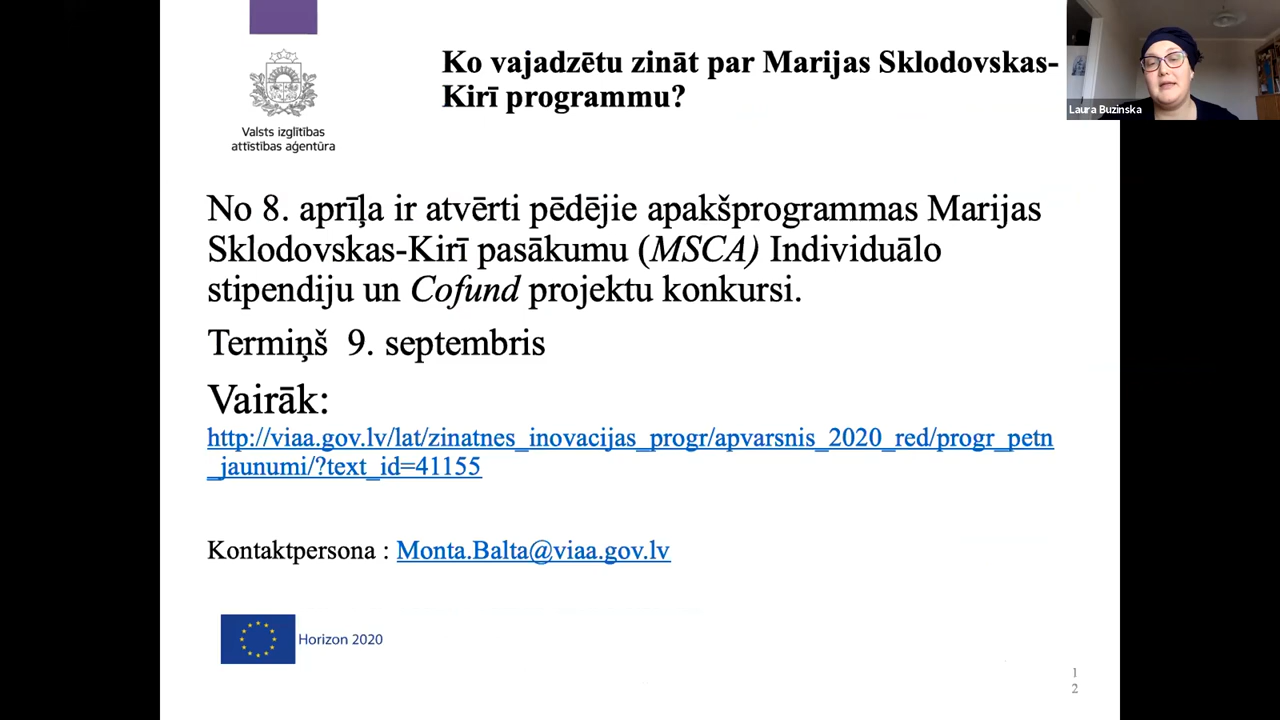 Ko vajadzētu zināt par Marijas Sklodovskas-
Kirī programmu?
Laura Buzinska
Valsts izglītības
attīstības aģentūra
No 8. aprīļa ir atvērti pēdējie apakšprogrammas Marijas
Sklodovskas-Kirī pasākumu (MSCA) Individuālo
stipendiju un Cofund projektu konkursi.
Termiņš 9. septembris
Vairāk:
http://viaa.gov.lv/lat/zinatnes_inovacijas_progr/apvarsnis_2020_red/progr_petn
_jaunumi/?text_id=41155
Kontaktpersona : Monta.Balta@viaa.gov.lv
Horizon 2020
1
2